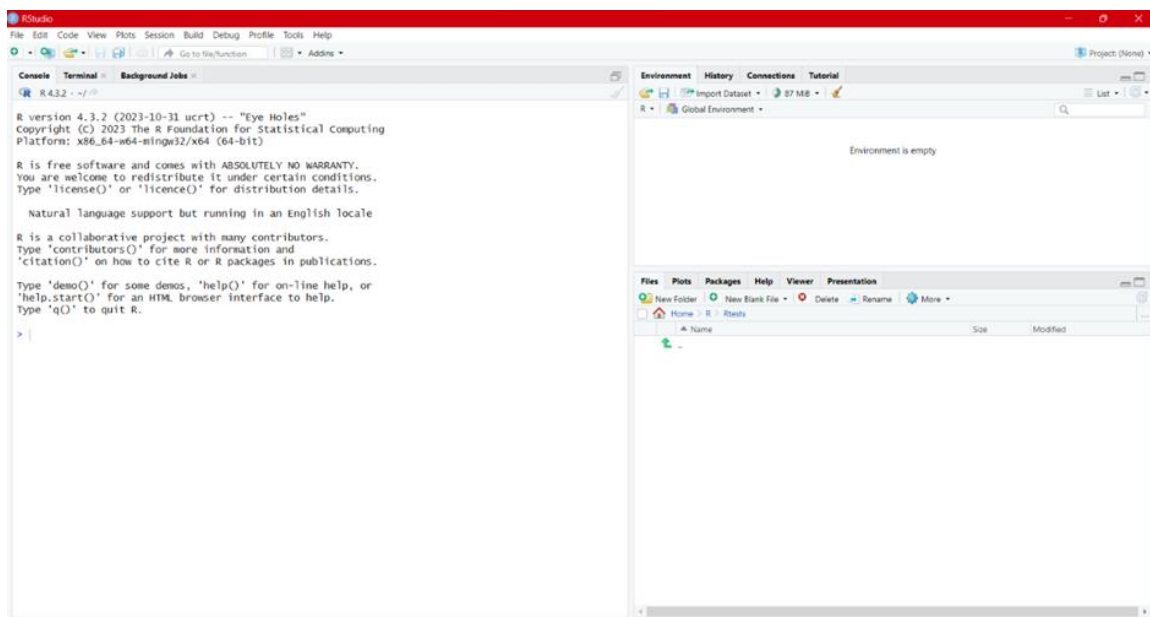 RStudio
File Edit Code View Plots Session Build Debug Profile Tools Help
Go to file/function Addins
Project: (None)
Console Terminal Background Jobs
R 4.3.2 · ~/
R version 4.3.2 (2023-10-31 ucrt) -- "Eye Holes"
Copyright (C) 2023 The R Foundation for Statistical Computing
Platform: x86_64-w64-mingw32/x64 (64-bit)
R is free software and comes with ABSOLUTELY NO WARRANTY.
You are welcome to redistribute it under certain conditions.
Type 'license()' or 'licence()' for distribution details.
Natural language support but running in an English locale
R is a collaborative project with many contributors.
Type 'contributors()' for more information and
'citation()' on how to cite R or R packages in publications.
Type 'demo()' for some demos, 'help()' for on-line help, or
'help.start()' for an HTML browser interface to help.
Type 'q()' to quit R.
>
Environment History Connections Tutorial
Import Dataset 87 MiB List
R Global Environment
Environment is empty
Files Plots Packages Help Viewer Presentation
New Folder New Blank File Delete Rename More
Home > R > Rtests
Name Size Modified
..